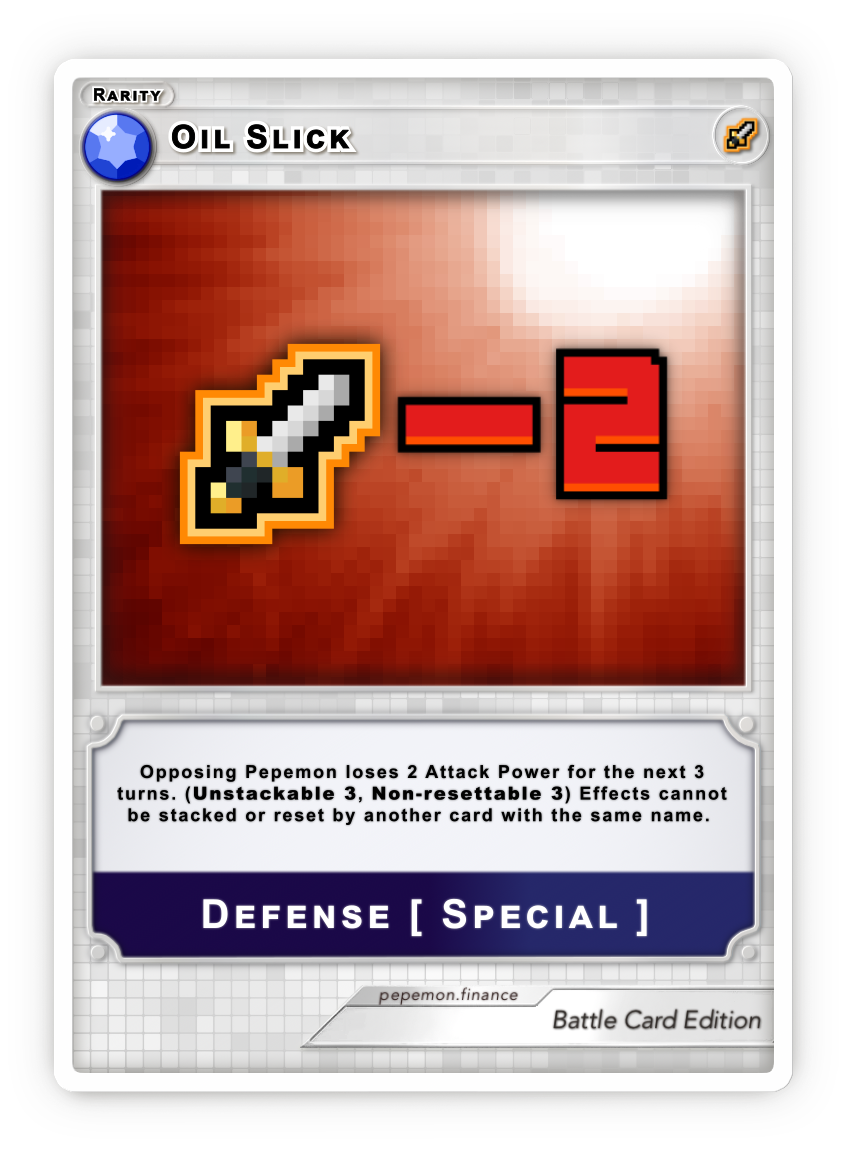 Rarity
Oil Slick
- 2
Opposing Pepemon loses 2 Attack Power for the next 3
turns. (Unstackable 3, Non-resettable 3) Effects cannot
be stacked or reset by another card with the same name.
Defense [ Special ]
pepemon.finance
Battle Card Edition